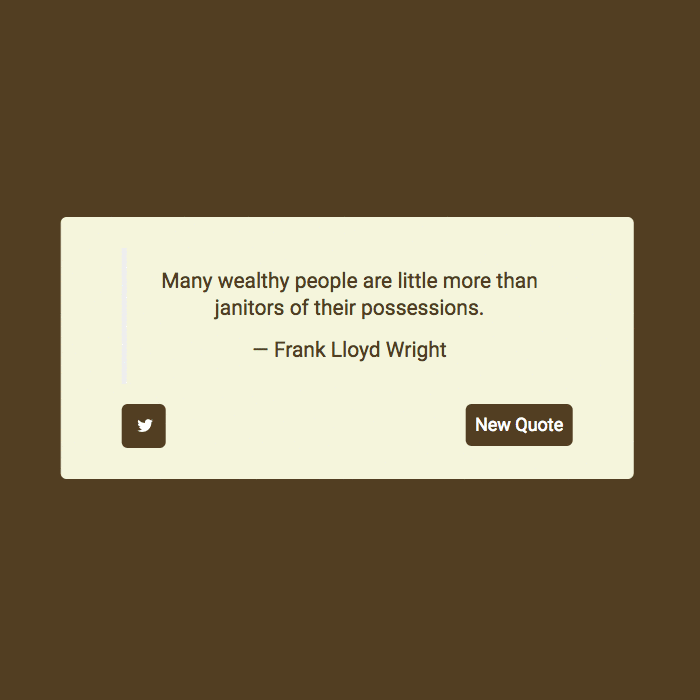 Many wealthy people are little more than
janitors of their possessions.
— Frank Lloyd Wright
New Quote